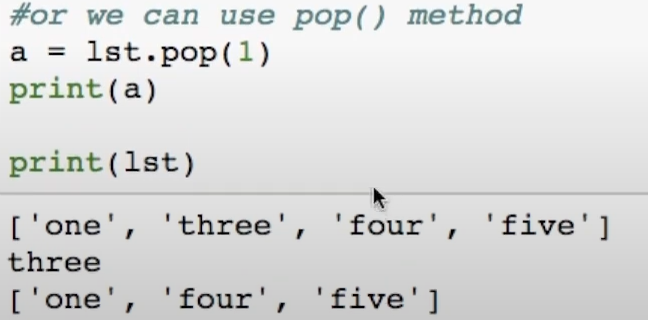 #or we can use pop() method
a = lst.pop(1)
print(a)
print(lst)
['one', 'three', 'four', 'five']
three
['one', 'four', 'five']